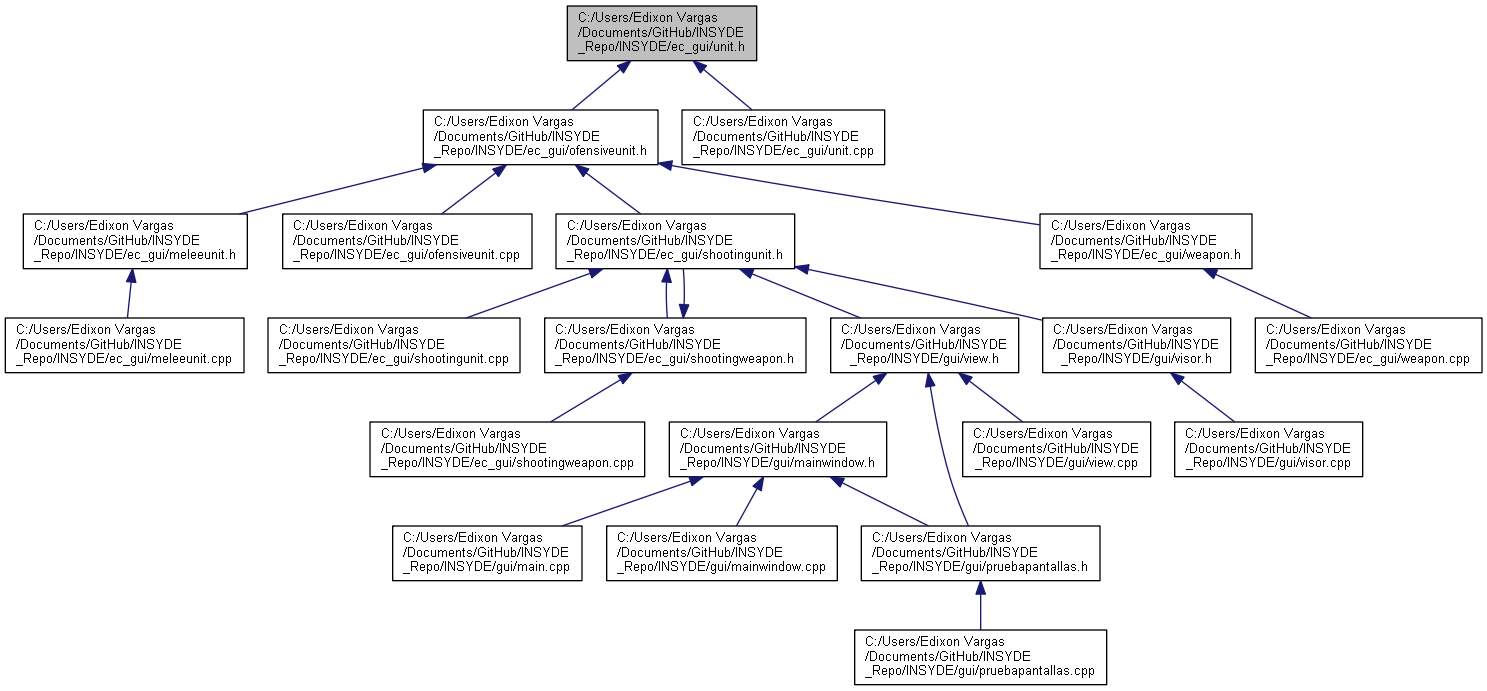 C:/Users/Edixon Vargas
/Documents/GitHub/INSYDE
_Repo/INSYDE/ec_gui/unit.h
C:/Users/Edixon Vargas
/Documents/GitHub/INSYDE
_Repo/INSYDE/ec_gui/ofensiveunit.h
C:/Users/Edixon Vargas
/Documents/GitHub/INSYDE
_Repo/INSYDE/ec_gui/unit.cpp
C:/Users/Edixon Vargas
/Documents/GitHub/INSYDE
_Repo/INSYDE/ec_gui/meleeunit.h
C:/Users/Edixon Vargas
/Documents/GitHub/INSYDE
_Repo/INSYDE/ec_gui/ofensiveunit.cpp
C:/Users/Edixon Vargas
/Documents/GitHub/INSYDE
_Repo/INSYDE/ec_gui/shootingunit.h
C:/Users/Edixon Vargas
/Documents/GitHub/INSYDE
_Repo/INSYDE/ec_gui/weapon.h
C:/Users/Edixon Vargas
/Documents/GitHub/INSYDE
_Repo/INSYDE/ec_gui/meleeunit.cpp
C:/Users/Edixon Vargas
/Documents/GitHub/INSYDE
_Repo/INSYDE/ec_gui/shootingunit.cpp
C:/Users/Edixon Vargas
/Documents/GitHub/INSYDE
_Repo/INSYDE/ec_gui/shootingweapon.h
C:/Users/Edixon Vargas
/Documents/GitHub/INSYDE
_Repo/INSYDE/gui/view.h
C:/Users/Edixon Vargas
/Documents/GitHub/INSYDE
_Repo/INSYDE/gui/visor.h
C:/Users/Edixon Vargas
/Documents/GitHub/INSYDE
_Repo/INSYDE/ec_gui/weapon.cpp
C:/Users/Edixon Vargas
/Documents/GitHub/INSYDE
_Repo/INSYDE/ec_gui/shootingweapon.cpp
C:/Users/Edixon Vargas
/Documents/GitHub/INSYDE
_Repo/INSYDE/gui/mainwindow.h
C:/Users/Edixon Vargas
/Documents/GitHub/INSYDE
_Repo/INSYDE/gui/view.cpp
C:/Users/Edixon Vargas
/Documents/GitHub/INSYDE
_Repo/INSYDE/gui/visor.cpp
C:/Users/Edixon Vargas
/Documents/GitHub/INSYDE
_Repo/INSYDE/gui/main.cpp
C:/Users/Edixon Vargas
/Documents/GitHub/INSYDE
_Repo/INSYDE/gui/mainwindow.cpp
C:/Users/Edixon Vargas
/Documents/GitHub/INSYDE
_Repo/INSYDE/gui/pruebapantallas.h
C:/Users/Edixon Vargas
/Documents/GitHub/INSYDE
_Repo/INSYDE/gui/pruebapantallas.cpp